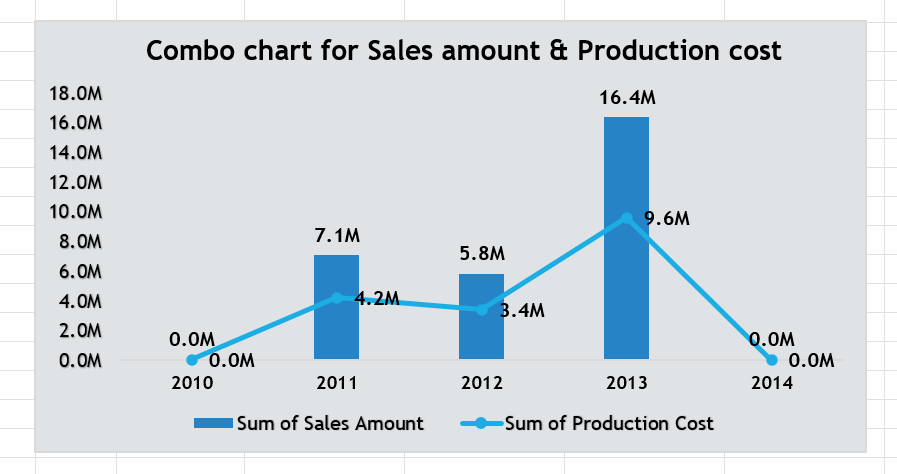 Combo chart for Sales amount & Production cost
18.0M
16.0M
14.0M
12.0M
10.0M
8.0M
6.0M
4.0M
2.0M
0.0M
0.0M
0.0M
7.1M
4.2M
5.8M
3.4M
16.4M
9.6M
0.0M
0.0M
2010 2011 2012 2013 2014
Sum of Sales Amount Sum of Production Cost